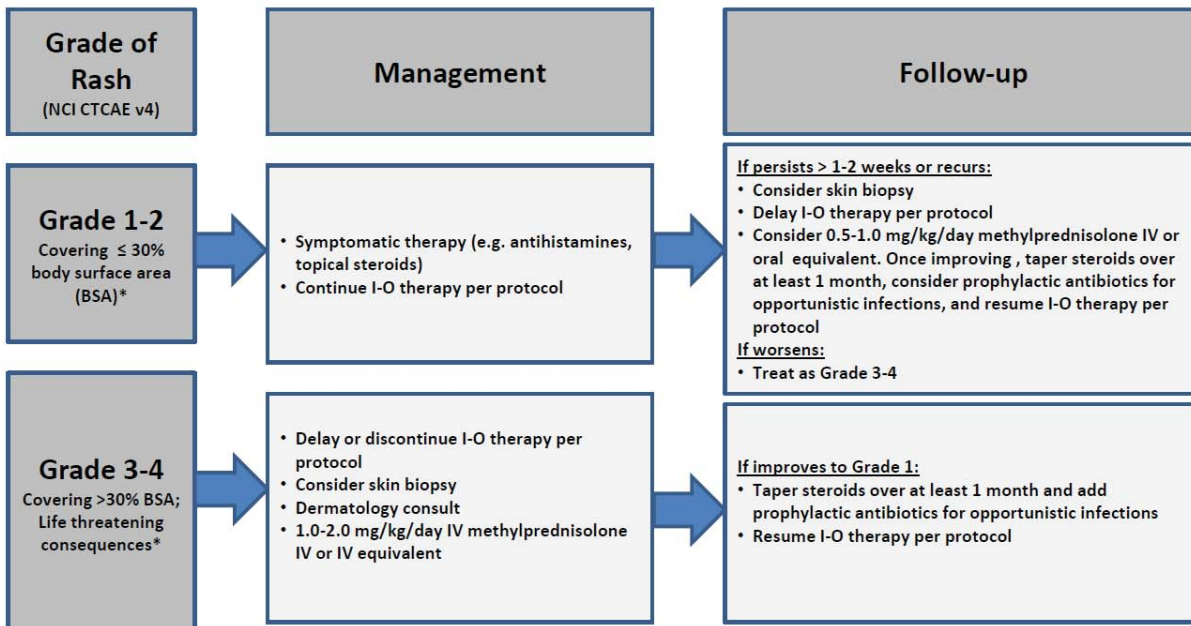 Grade of
Rash
(NCI CTCAE v4)
Management
Follow-up
Grade 1-2
Covering ≤ 30%
body surface area
(BSA)*
• Symptomatic therapy (e.g. antihistamines,
topical steroids)
• Continue I-O therapy per protocol
If persists > 1-2 weeks or recurs:
• Consider skin biopsy
• Delay I-O therapy per protocol
• Consider 0.5-1.0 mg/kg/day methylprednisolone IV or
oral equivalent. Once improving , taper steroids over
at least 1 month, consider prophylactic antibiotics for
opportunistic infections, and resume I-O therapy per
protocol
If worsens:
• Treat as Grade 3-4
Grade 3-4
Covering >30% BSA;
Life threatening
consequences*
• Delay or discontinue I-O therapy per
protocol
• Consider skin biopsy
• Dermatology consult
• 1.0-2.0 mg/kg/day IV methylprednisolone
IV or IV equivalent
If improves to Grade 1:
• Taper steroids over at least 1 month and add
prophylactic antibiotics for opportunistic infections
• Resume I-O therapy per protocol